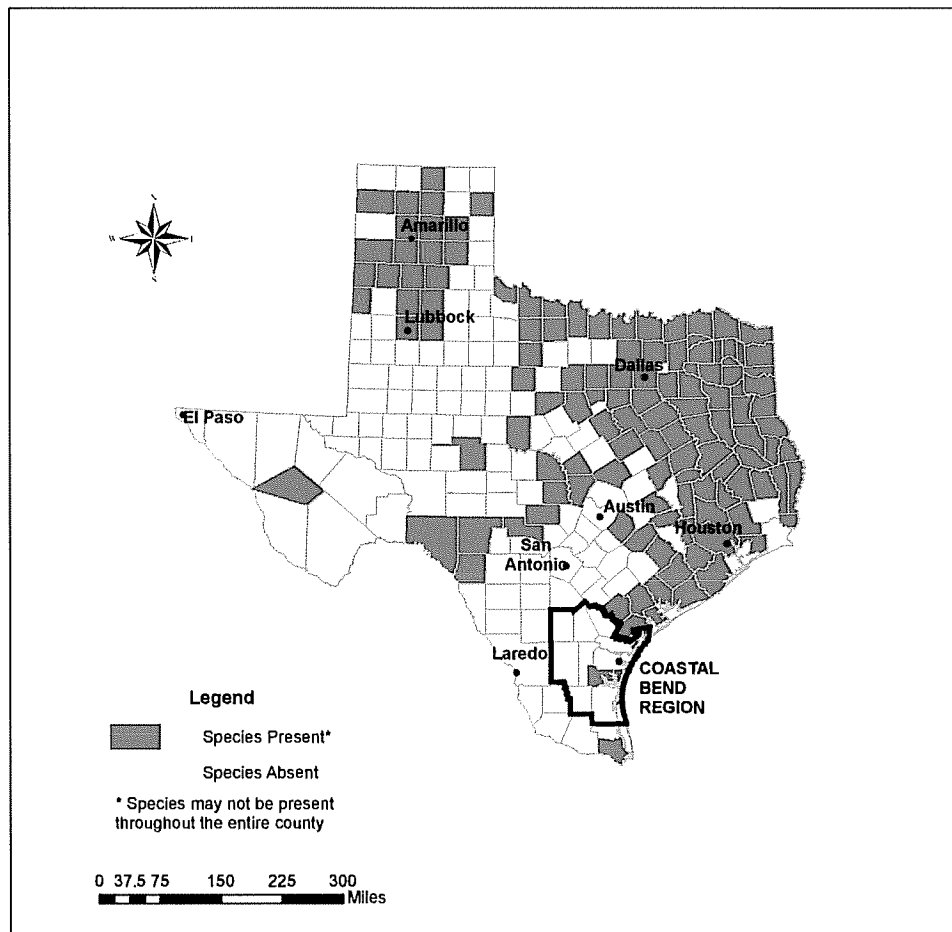 N
W
S
Amarillo
Lubbock
Dallas
El Paso
Austin
Houston
San
Antonio
Laredo
COASTAL
BEND
REGION
Legend
Species Present*
Species Absent
* Species may not be present
throughout the entire county
0 37.5 75 150 225 300
Miles